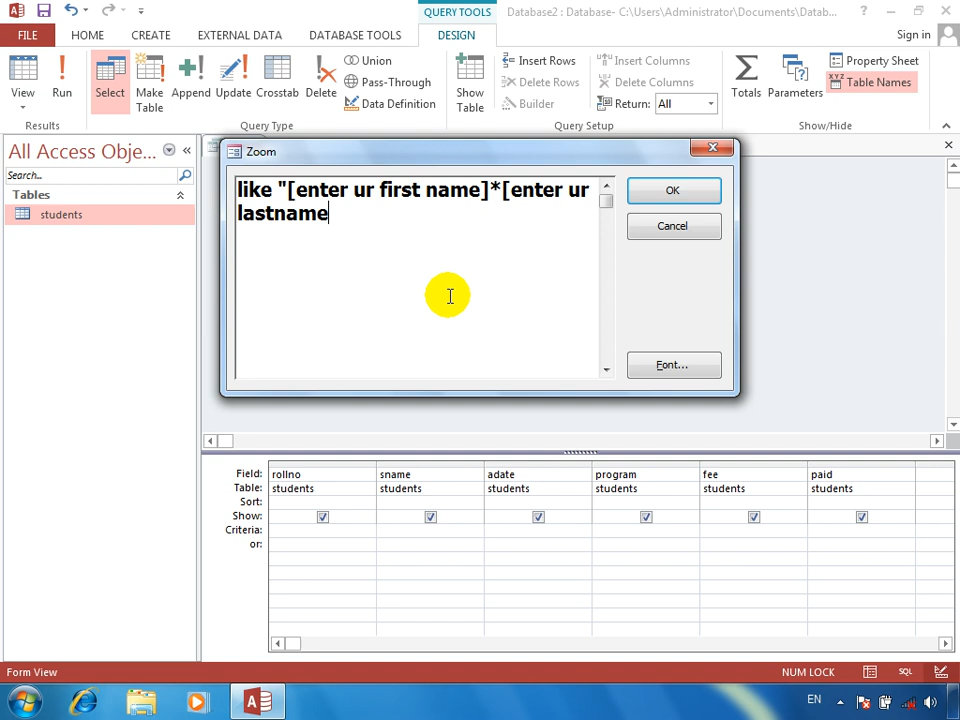 QUERY TOOLS
Database2 : Database- C:\Users\Administrator\Documents\Datab...
FILE HOME CREATE EXTERNAL DATA DATABASE TOOLS DESIGN Sign in
View Run Select Make Table Append Update Crosstab Delete
Union
Pass-Through
Data Definition
Show Table
Insert Rows
Delete Rows
Builder
Insert Columns
Delete Columns
Return: All
Totals Parameters
Property Sheet
XYZ Table Names
Results Query Type Query Setup Show/Hide
All Access Obje...
Search...
Tables
students
Zoom
like "[enter ur first name]*[enter ur
lastname
OK
Cancel
Font...
Field: rollno sname adate program fee paid
Table: students students students students students students
Sort:
Show:
Criteria:
or:
Form View NUM LOCK SQL
EN